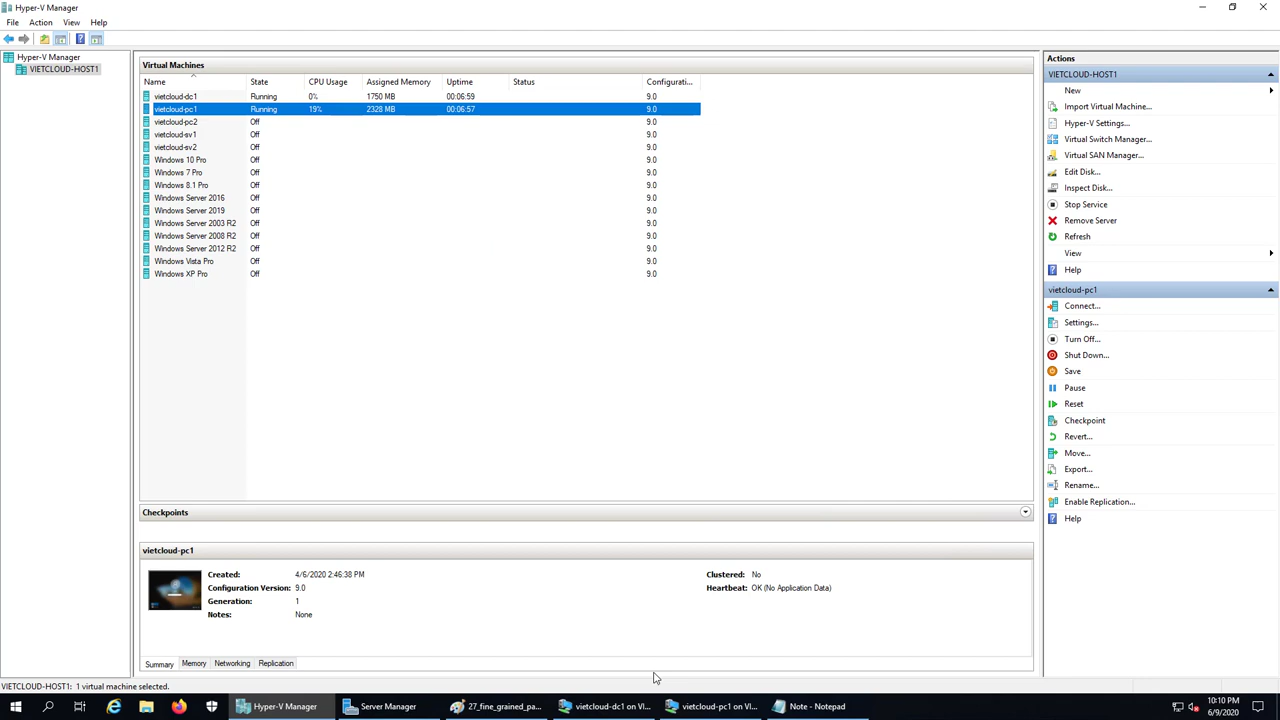 Hyper-V Manager
File Action View Help
Hyper-V Manager
VIETCLOUD-HOST1
Virtual Machines
Name State CPU Usage Assigned Memory Uptime Status Configurati...
vietcloud-dc1 Running 0% 1750 MB 00:06:59 9.0
vietcloud-pc1 Running 19% 2328 MB 00:06:57 9.0
vietcloud-pc2 Off 9.0
vietcloud-sv1 Off 9.0
vietcloud-sv2 Off 9.0
Windows 10 Pro Off 9.0
Windows 7 Pro Off 9.0
Windows 8.1 Pro Off 9.0
Windows Server 2016 Off 9.0
Windows Server 2019 Off 9.0
Windows Server 2003 R2 Off 9.0
Windows Server 2008 R2 Off 9.0
Windows Server 2012 R2 Off 9.0
Windows Vista Pro Off 9.0
Windows XP Pro Off 9.0
Checkpoints
vietcloud-pc1
Created: 4/6/2020 2:46:38 PM Clustered: No
Configuration Version: 9.0 Heartbeat: OK (No Application Data)
Generation: 1
Notes: None
Summary Memory Networking Replication
Actions
VIETCLOUD-HOST1
New
Import Virtual Machine...
Hyper-V Settings...
Virtual Switch Manager...
Virtual SAN Manager...
Edit Disk...
Inspect Disk...
Stop Service
Remove Server
Refresh
View
Help
vietcloud-pc1
Connect...
Settings...
Turn Off...
Shut Down...
Save
Pause
Reset
Checkpoint
Revert...
Move...
Export...
Rename...
Enable Replication...
Help
VIETCLOUD-HOST1: 1 virtual machine selected.
Hyper-V Manager Server Manager 27_fine_grained_pa... vietcloud-dc1 on VI... vietcloud-pc1 on VI... Note - Notepad
10:10 PM
6/9/2020